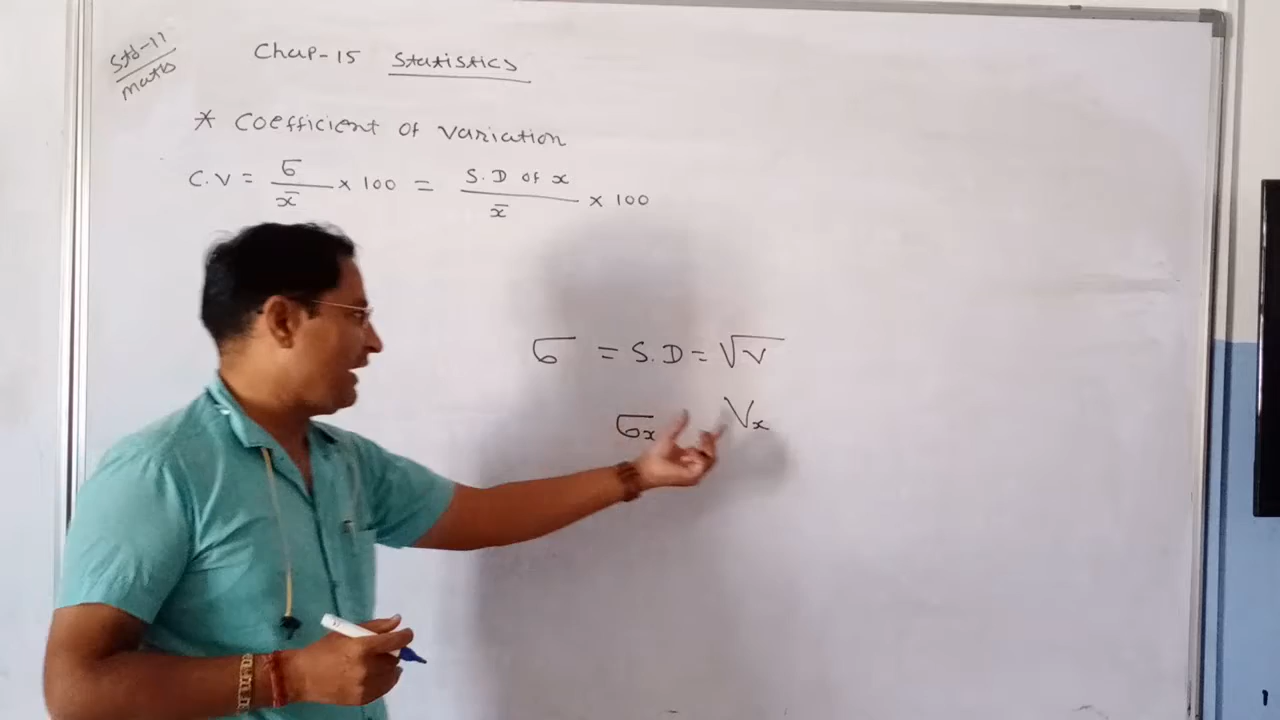 Std-11
maths
Chap-15 Statistics
* Coefficient of variation
C.V = σ/x̄ × 100 = S.D of x/x̄ × 100
σ = S.D = √V
σx Vx